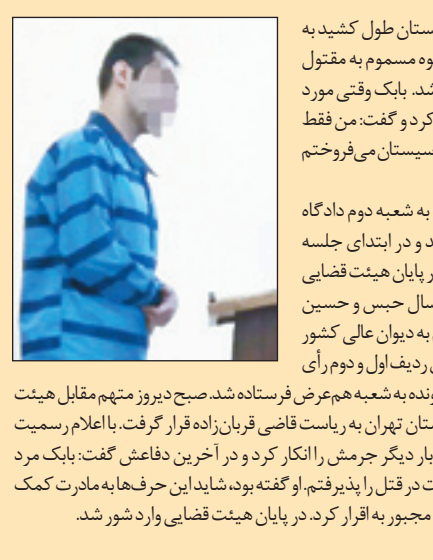 ستان طول کشید به
وه مسموم به مقتول
شد. بابک وقتی مورد
کرد و گفت: من فقط
سیستان می‌فروختم
به شعبه دوم دادگاه
د و در ابتدای جلسه
ر پایان هیئت قضایی
سال حبس و حسین
به دیوان عالی کشور
ردیف اول و دوم رأی
ونده به شعبه هم‌عرض فرستاده شد. صبح دیروز متهم مقابل هیئت
ستان تهران به ریاست قاضی قربان‌زاده قرار گرفت. با اعلام رسمیت
بار دیگر جرمش را انکار کرد و در آخرین دفاعش گفت: بابک مرد
ت در قتل را پذیرفتم. او گفته بود، شاید این حرف‌ها به مادرت کمک
مجبور به اقرار کرد. در پایان هیئت قضایی وارد شور شد.